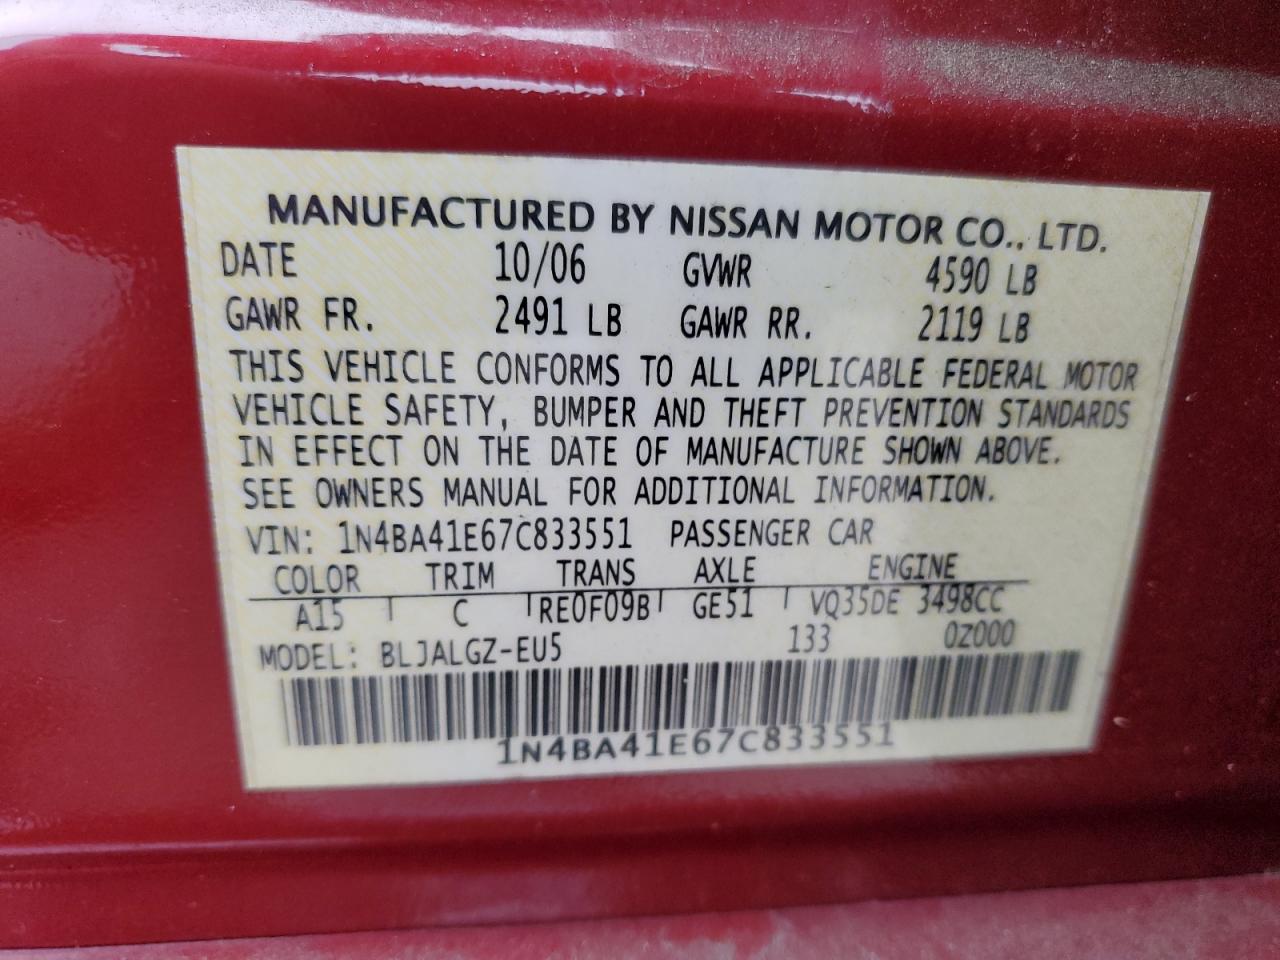 MANUFACTURED BY NISSAN MOTOR CO., LTD.
DATE 10/06 GVWR 4590 LB
GAWR FR. 2491 LB GAWR RR. 2119 LB
THIS VEHICLE CONFORMS TO ALL APPLICABLE FEDERAL MOTOR
VEHICLE SAFETY, BUMPER AND THEFT PREVENTION STANDARDS
IN EFFECT ON THE DATE OF MANUFACTURE SHOWN ABOVE.
SEE OWNERS MANUAL FOR ADDITIONAL INFORMATION.
VIN: 1N4BA41E67C833551 PASSENGER CAR
COLOR TRIM TRANS AXLE ENGINE
A15 C RE0F09B GE51 VQ35DE 3498CC
MODEL: BLJALGZ-EU5 133 0Z000
1N4BA41E67C833551